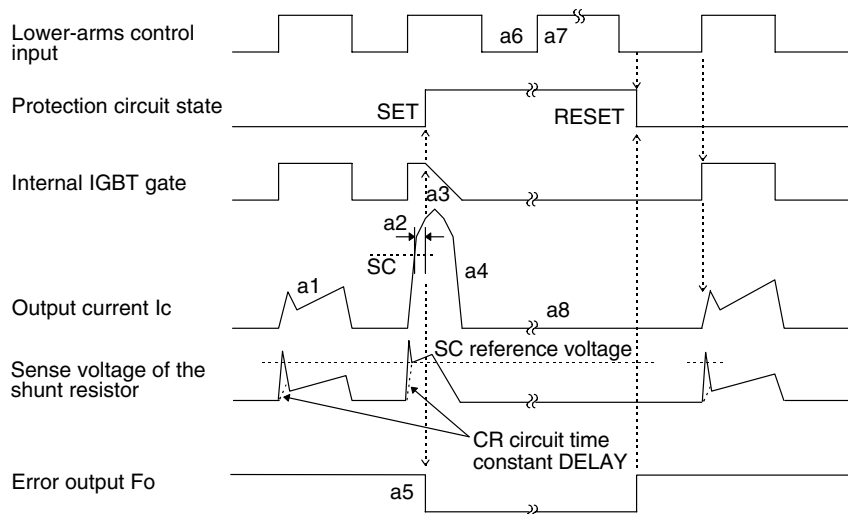 Lower-arms control
input
a6
a7
Protection circuit state
SET
RESET
Internal IGBT gate
a3
a2
SC
a4
a1
Output current Ic
a8
SC reference voltage
Sense voltage of the
shunt resistor
CR circuit time
constant DELAY
Error output Fo
a5